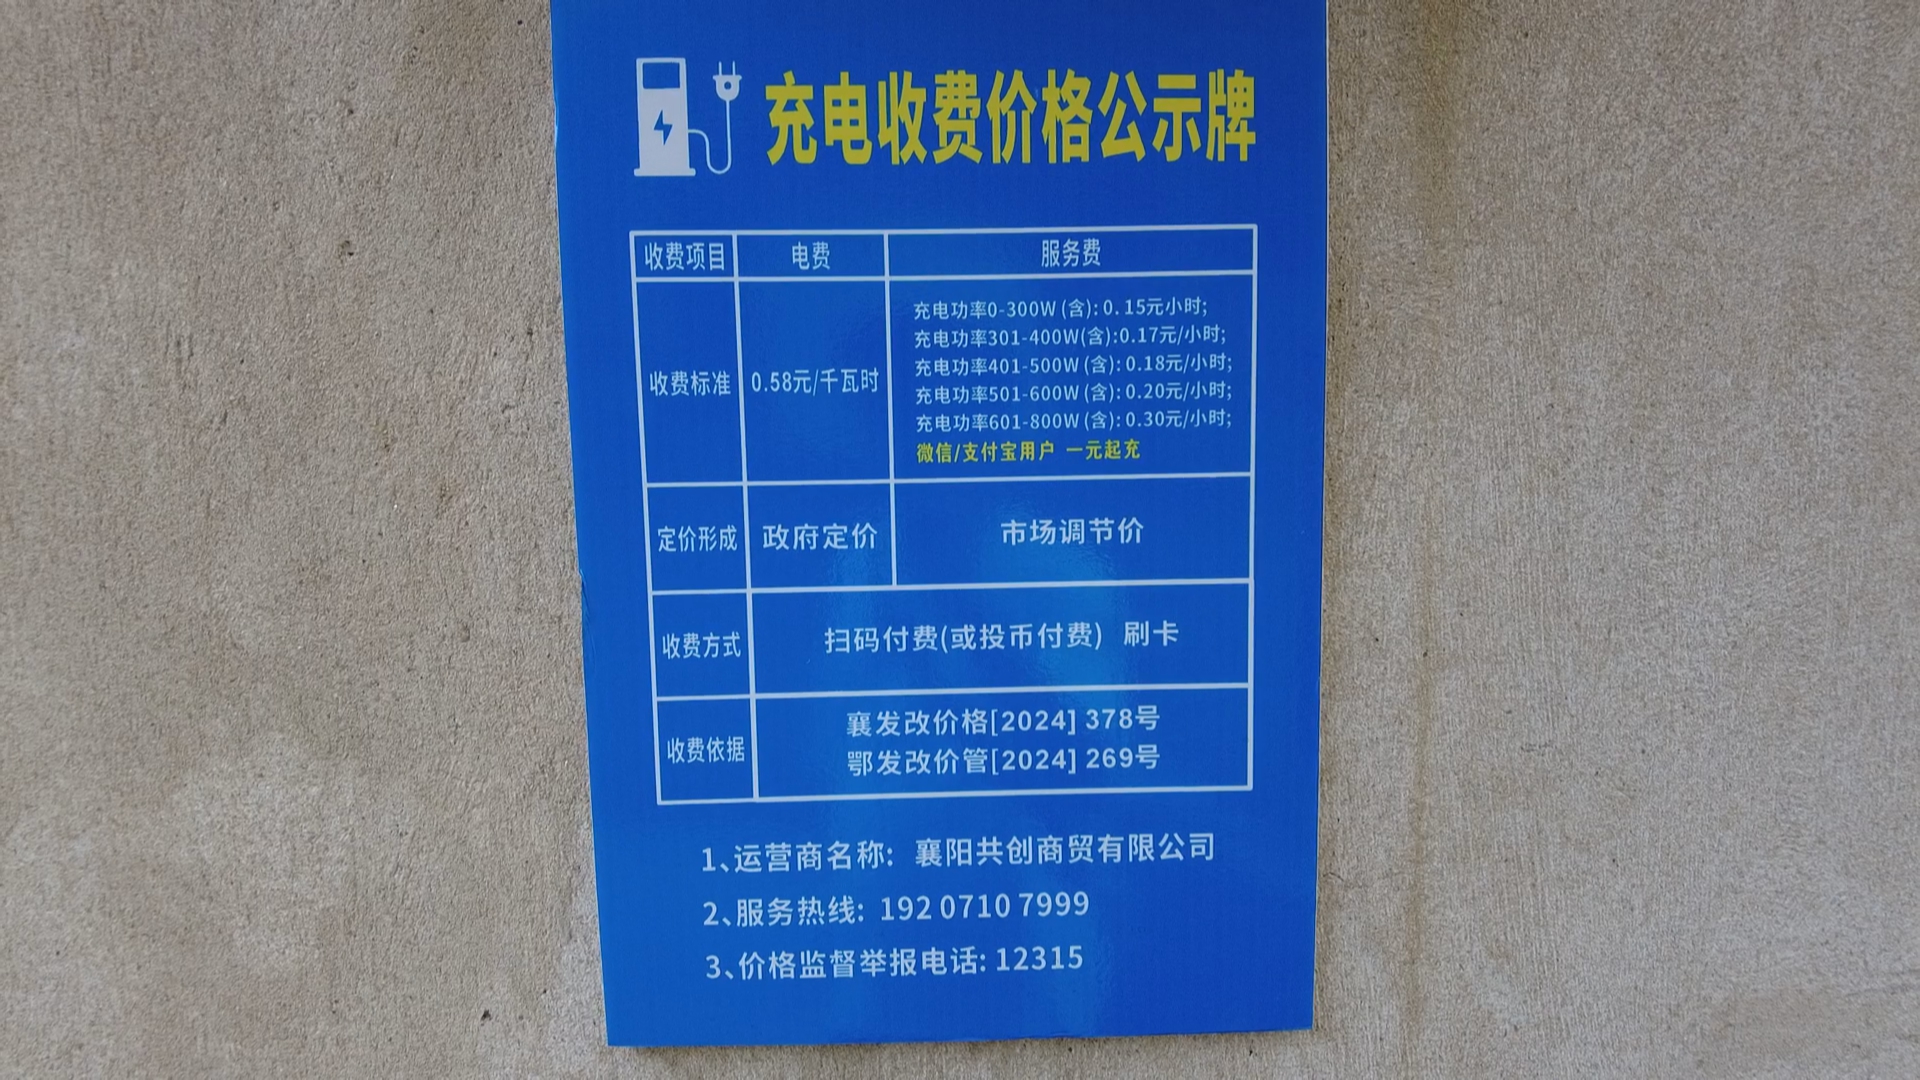 充电收费价格公示牌
收费项目 电费 服务费
收费标准 0.58元/千瓦时
充电功率0-300W(含):0.15元小时;
充电功率301-400W(含):0.17元/小时;
充电功率401-500W(含):0.18元/小时;
充电功率501-600W(含):0.20元/小时;
充电功率601-800W(含):0.30元/小时;
微信/支付宝用户 一元起充
定价形成 政府定价 市场调节价
收费方式 扫码付费(或投币付费) 刷卡
收费依据
襄发改价格[2024] 378号
鄂发改价管[2024] 269号
1、运营商名称: 襄阳共创商贸有限公司
2、服务热线: 192 0710 7999
3、价格监督举报电话: 12315